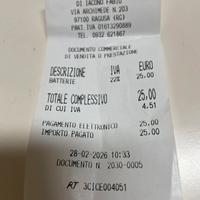 DI IACONO FABIO
VIA ARCHIMEDE N.203
97100 RAGUSA (RG)
PART.IVA 01613290889
TEL. 0932 621867
DOCUMENTO COMMERCIALE
DI VENDITA O PRESTAZIONE
DESCRIZIONE IVA EURO
BATTERIE 22% 25,00
TOTALE COMPLESSIVO 25,00
DI CUI IVA 4,51
PAGAMENTO ELETTRONICO 25,00
IMPORTO PAGATO 25,00
28-02-2026 10:33
DOCUMENTO N. 2030-0005
RT 3CICE004051